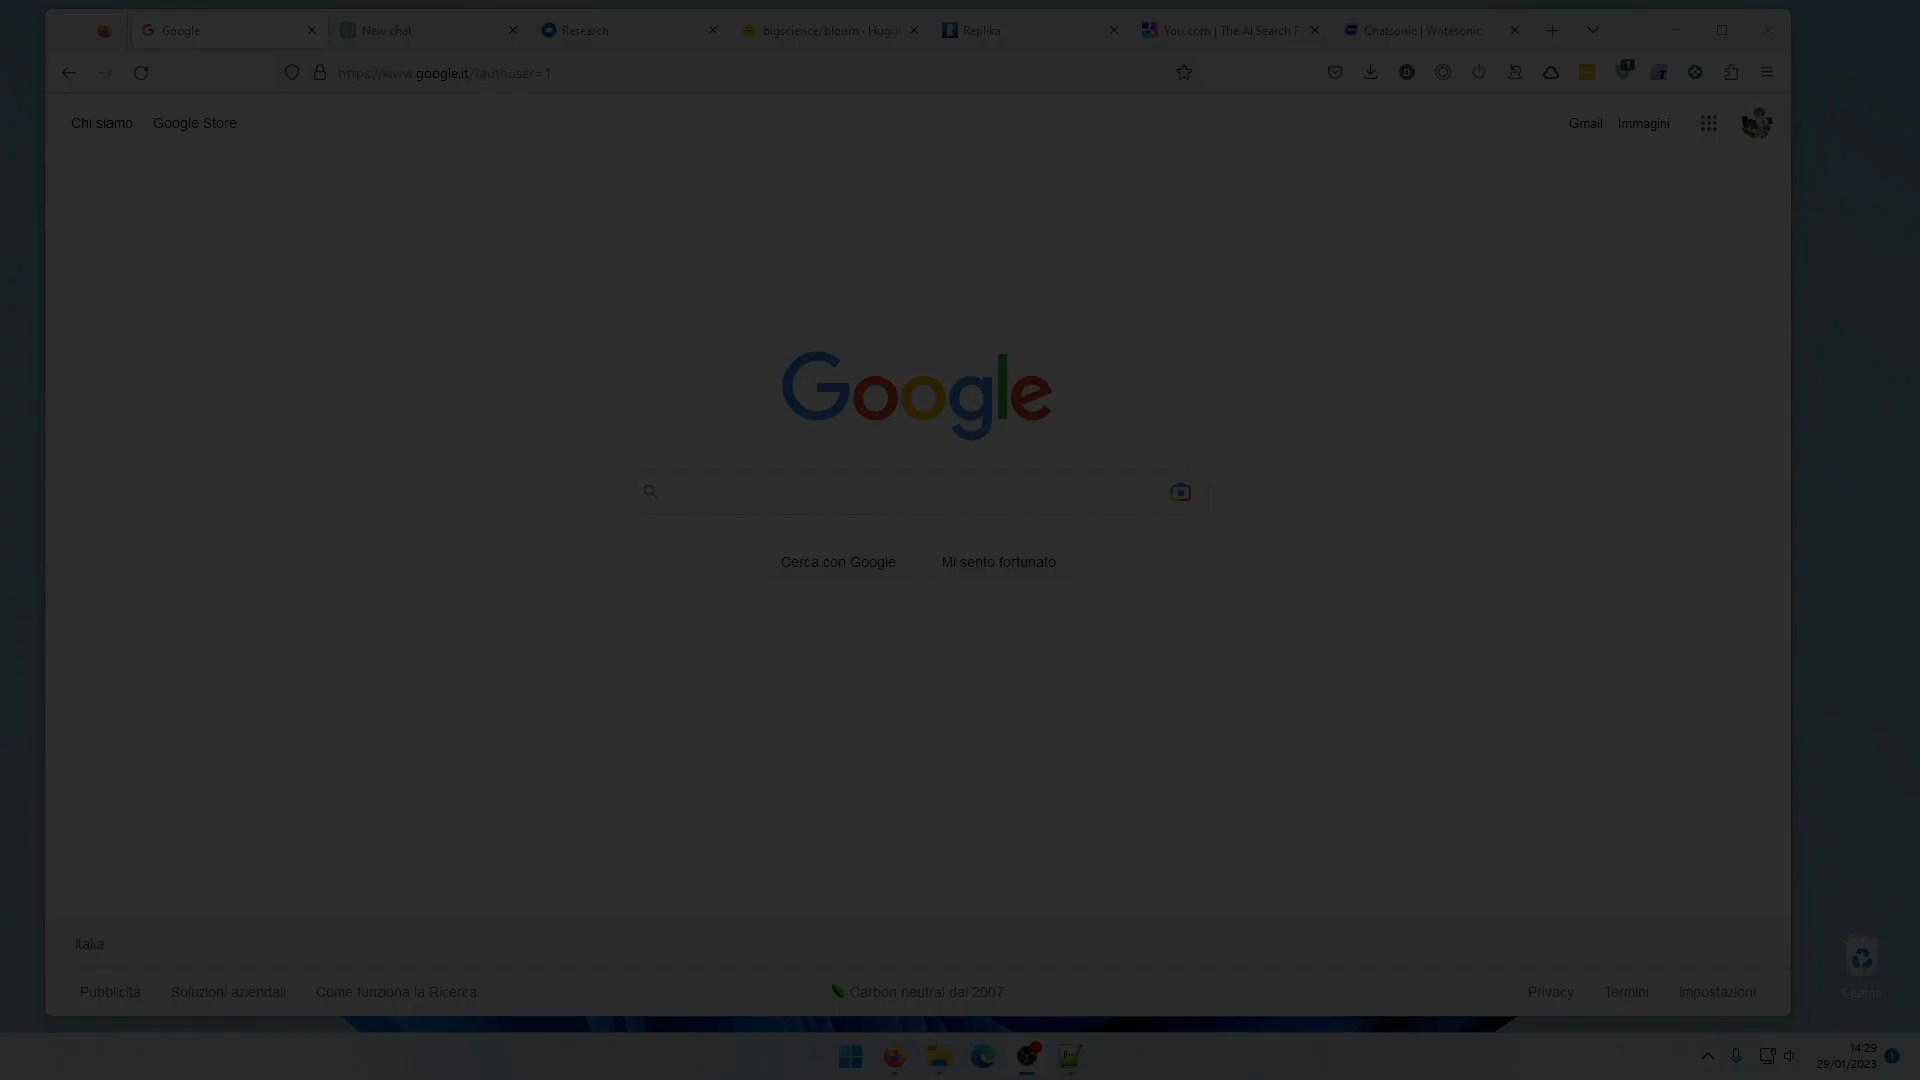 Google
New chat
Research
bigscience/bloom · Huggi
Replika
You.com | The AI Search E
Chatsonic | Writesonic
https://www.google.it/?authuser=1
Chi siamo
Google Store
Gmail
Immagini
Google
Cerca con Google
Mi sento fortunato
Italia
Pubblicità
Soluzioni aziendali
Come funziona la Ricerca
Carbon neutral dal 2007
Privacy
Termini
Impostazioni
Cestino
14:29
29/01/2023